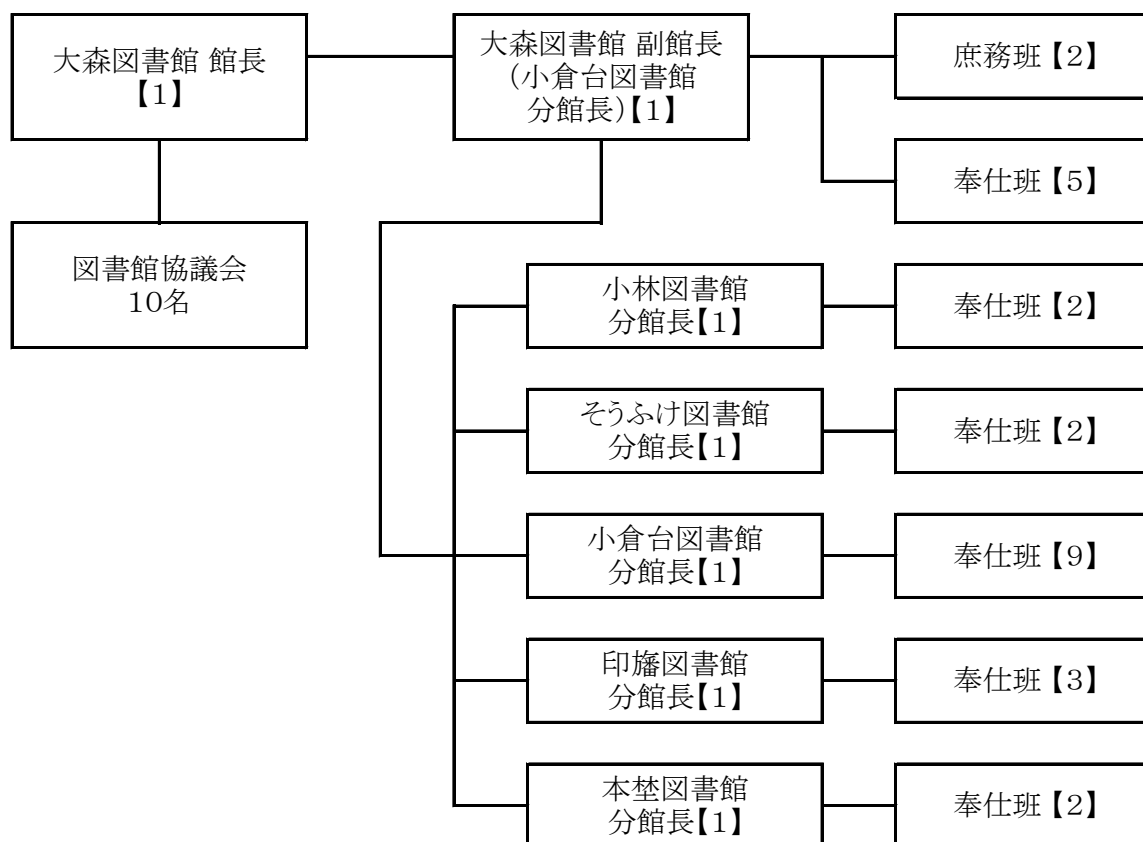 大森図書館 館長
【1】
大森図書館 副館長
(小倉台図書館
分館長)【1】
庶務班【2】
奉仕班【5】
図書館協議会
10名
小林図書館
分館長【1】
奉仕班【2】
そうふけ図書館
分館長【1】
奉仕班【2】
小倉台図書館
分館長【1】
奉仕班【9】
印旛図書館
分館長【1】
奉仕班【3】
本埜図書館
分館長【1】
奉仕班【2】